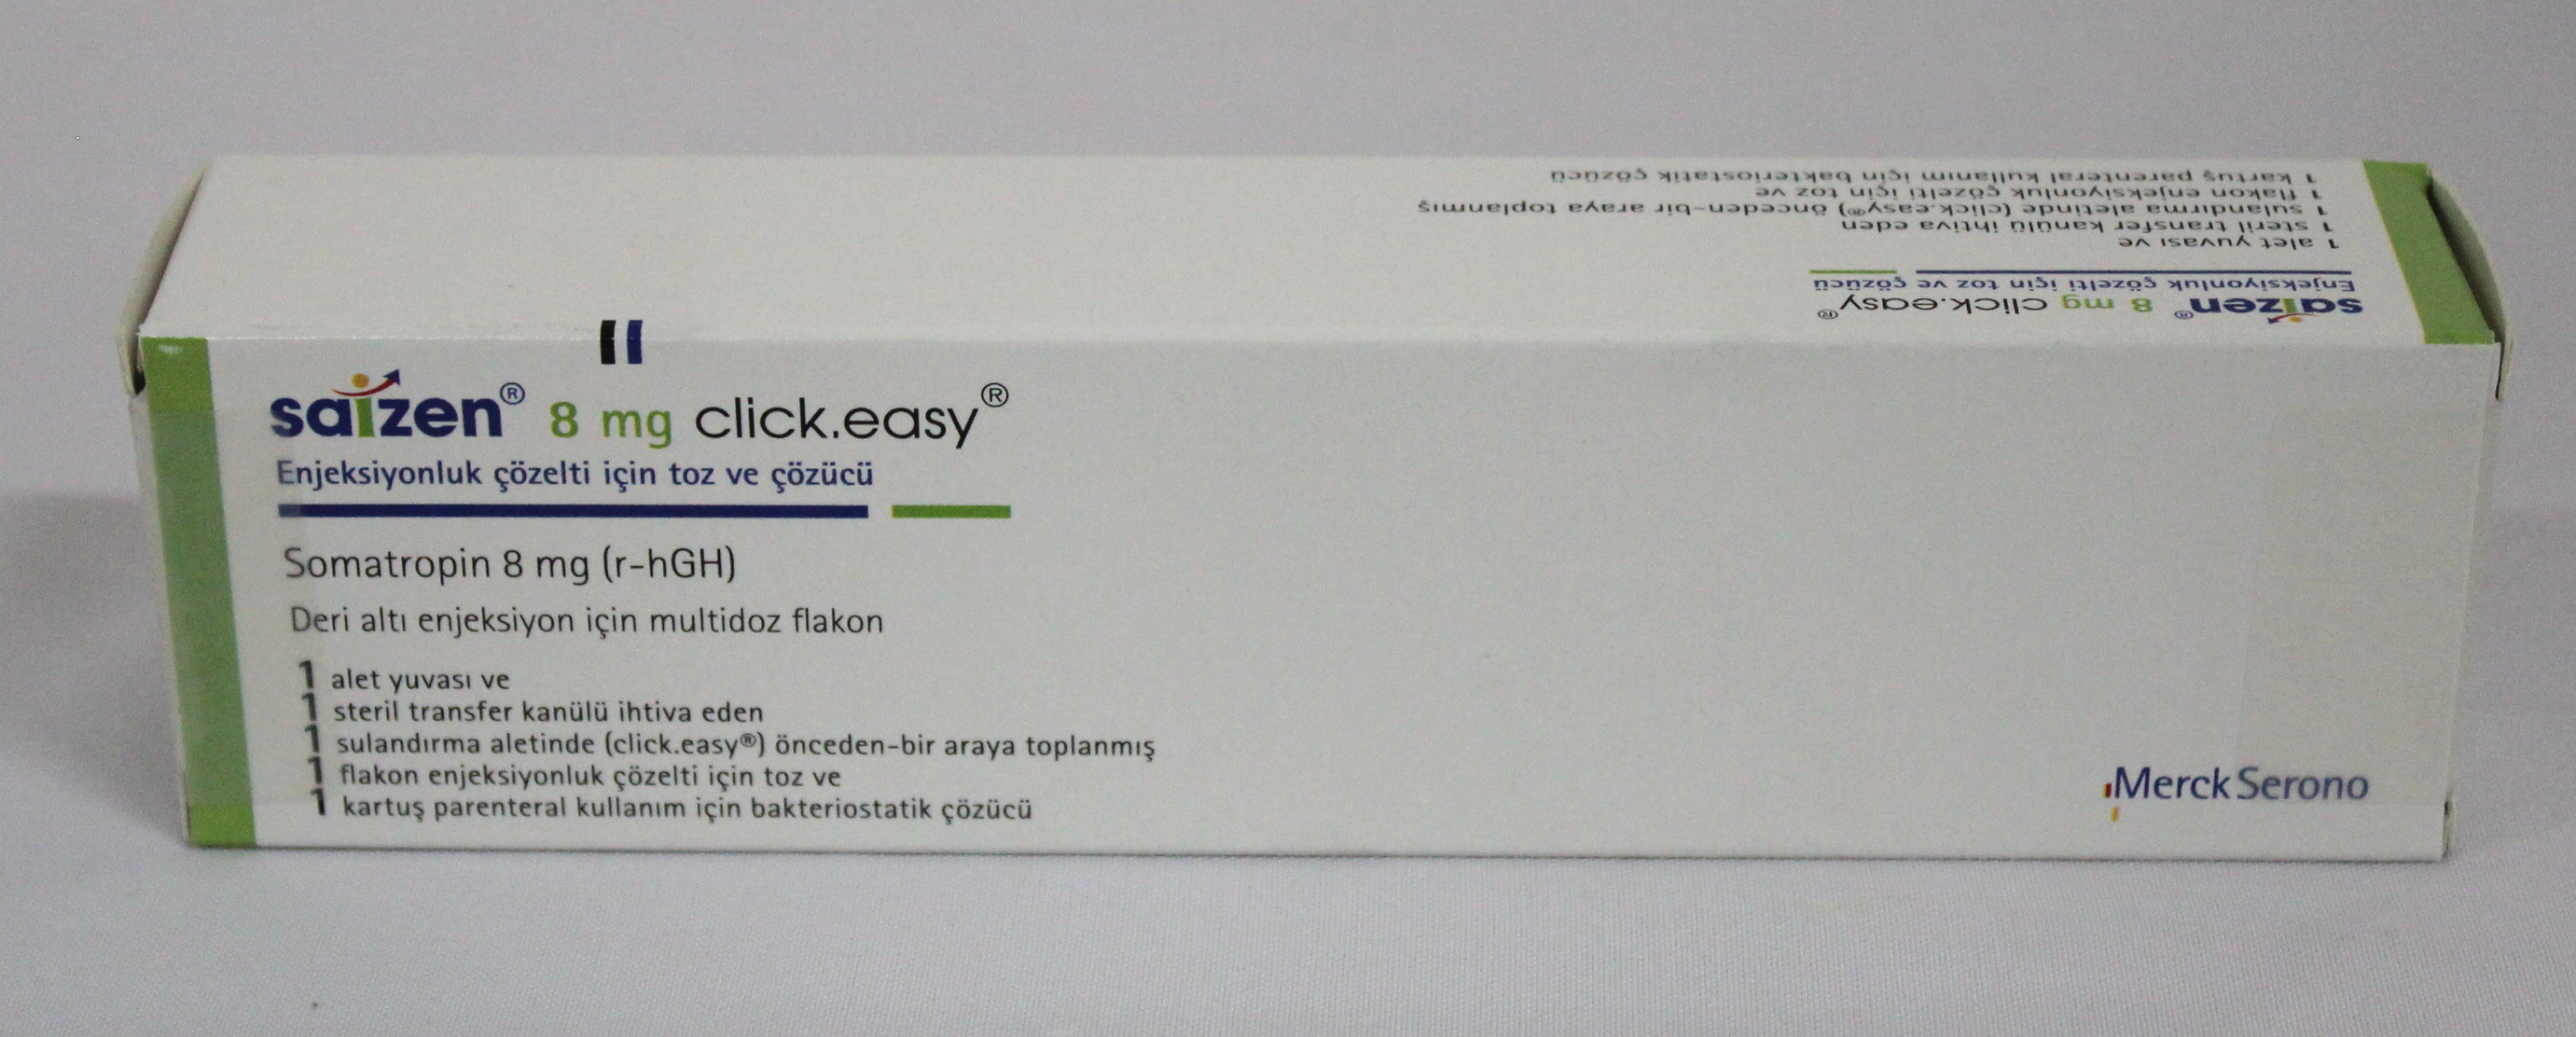 1 kartuş parenteral kullanım için bakteriostatik çözücü
1 flakon enjeksiyonluk çözelti için toz ve
1 sulandırma aletinde (click.easy®) önceden-bir araya toplanmış
1 steril transfer kanülü ihtiva eden
1 alet yuvası ve
Enjeksiyonluk çözelti için toz ve çözücü
saizen® 8 mg click.easy®
saizen® 8 mg click.easy®
Enjeksiyonluk çözelti için toz ve çözücü
Somatropin 8 mg (r-hGH)
Deri altı enjeksiyon için multidoz flakon
1 alet yuvası ve
1 steril transfer kanülü ihtiva eden
1 sulandırma aletinde (click.easy®) önceden-bir araya toplanmış
1 flakon enjeksiyonluk çözelti için toz ve
1 kartuş parenteral kullanım için bakteriostatik çözücü
Merck Serono